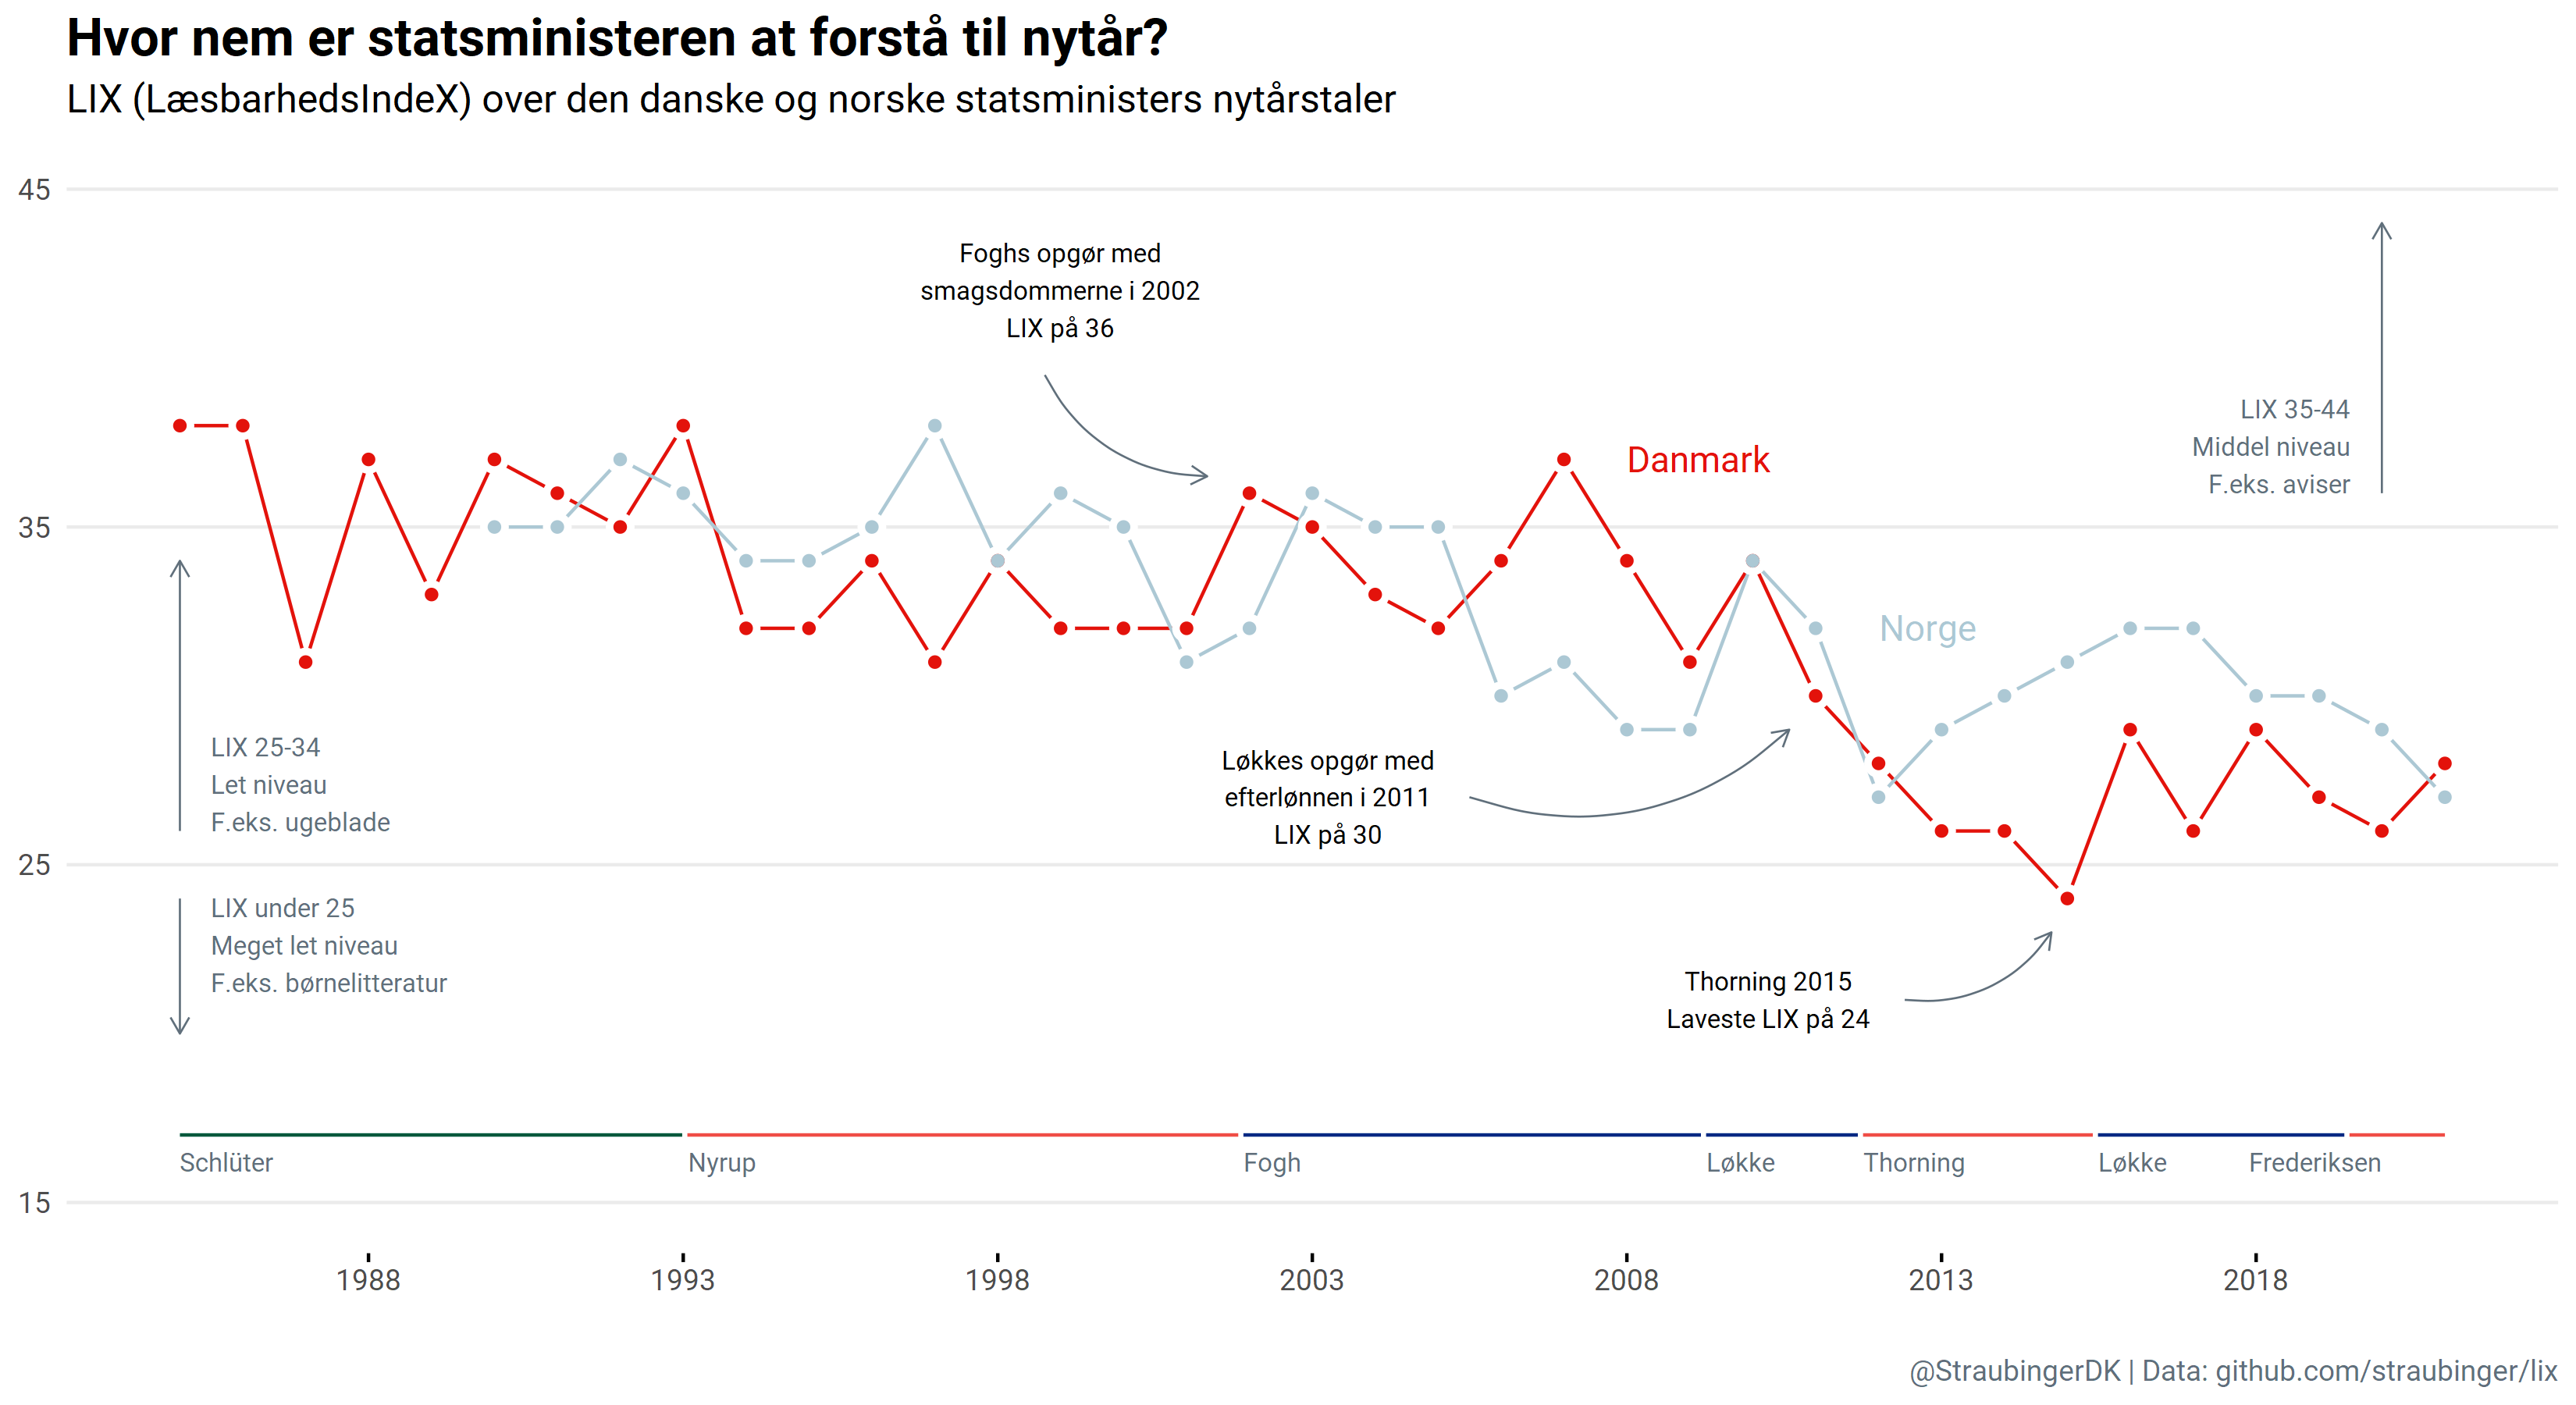 Hvor nem er statsministeren at forstå til nytår?
LIX (LæsbarhedsIndeX) over den danske og norske statsministers nytårstaler
45
Foghs opgør med
smagsdommerne i 2002
LIX på 36
LIX 35-44
Middel niveau
F.eks. aviser
Danmark
35
Norge
LIX 25-34
Let niveau
F.eks. ugeblade
Løkkes opgør med
efterlønnen i 2011
LIX på 30
25
LIX under 25
Meget let niveau
F.eks. børnelitteratur
Thorning 2015
Laveste LIX på 24
Schlüter Nyrup Fogh Løkke Thorning Løkke Frederiksen
15
1988 1993 1998 2003 2008 2013 2018
@StraubingerDK | Data: github.com/straubinger/lix